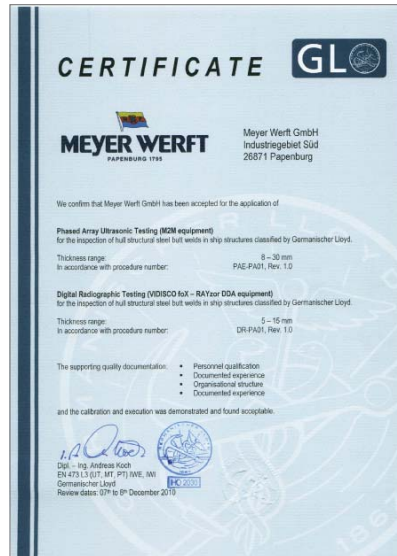 CERTIFICATE
GL
MEYER WERFT
PAPENBURG 1795
Meyer Werft GmbH
Industriegebiet Süd
26871 Papenburg
We confirm that Meyer Werft GmbH has been accepted for the application of
Phased Array Ultrasonic Testing (M2M equipment)
for the inspection of hull structural butt welds in ship structures classified by Germanischer Lloyd.
Thickness range: 8 – 30 mm
In accordance with procedure number: PAE-PA01, Rev. 1.0
Digital Radiographic Testing (VIDISCO foX – RAYzor DDA equipment)
for the inspection of hull structural butt welds in ship structures classified by Germanischer Lloyd.
Thickness range: 5 – 15 mm
In accordance with procedure number: DR-PA01, Rev. 1.0
The supporting quality documentation: • Personnel qualification
• Documented experience
• Organisational structure
• Documented experience
and the calibration and execution was demonstrated and found acceptable.
Dipl. – Ing. Andreas Koch
EN 473 L3 (UT, MT, PT) IWE, IWI
Germanischer Lloyd
Review dates: 07th to 8th December 2010